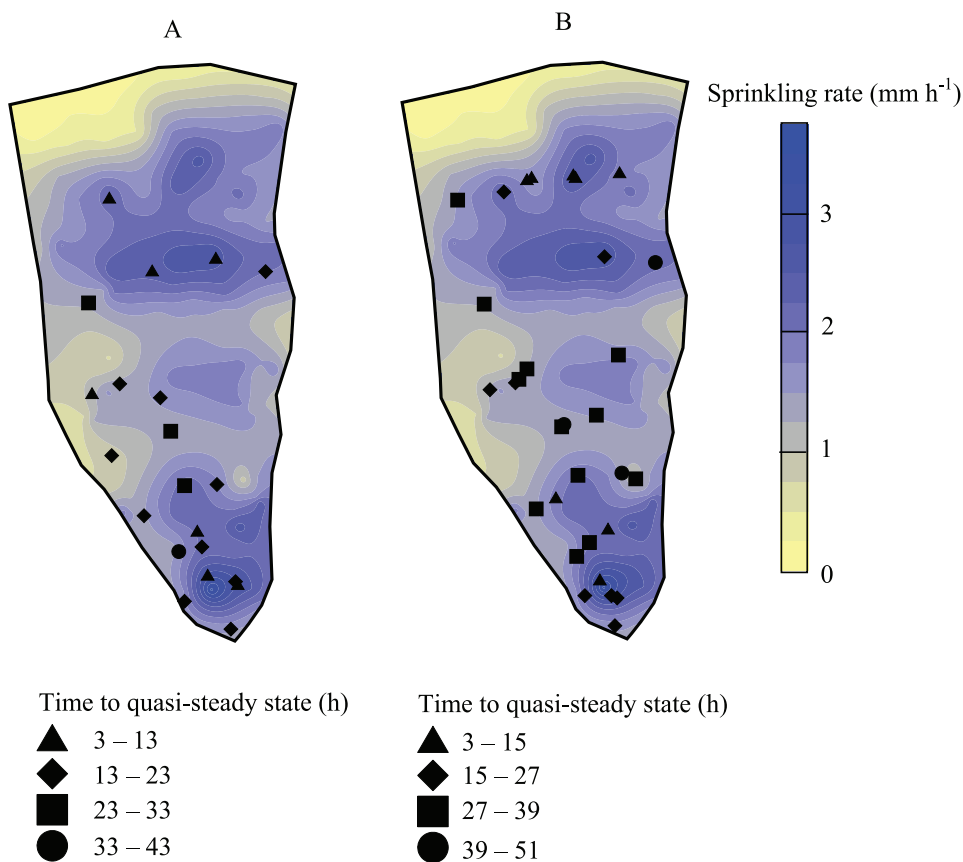 A
B
Sprinkling rate (mm h⁻¹)
3
2
1
0
Time to quasi-steady state (h)
3 – 13
13 – 23
23 – 33
33 – 43
Time to quasi-steady state (h)
3 – 15
15 – 27
27 – 39
39 – 51